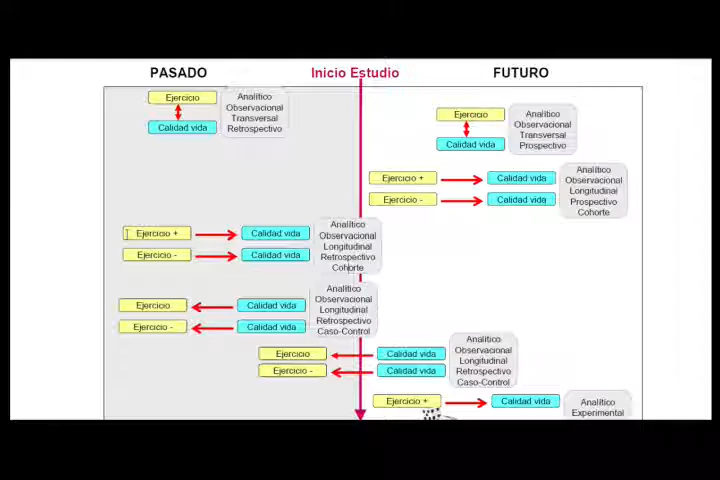 PASADO
Inicio Estudio
FUTURO
Ejercicio
Calidad vida
Analítico
Observacional
Transversal
Retrospectivo
Ejercicio
Calidad vida
Analítico
Observacional
Transversal
Prospectivo
Ejercicio +
Calidad vida
Ejercicio -
Calidad vida
Analítico
Observacional
Longitudinal
Prospectivo
Cohorte
Ejercicio +
Calidad vida
Ejercicio -
Calidad vida
Analítico
Observacional
Longitudinal
Retrospectivo
Cohorte
Ejercicio
Calidad vida
Ejercicio -
Calidad vida
Analítico
Observacional
Longitudinal
Retrospectivo
Caso-Control
Ejercicio
Calidad vida
Ejercicio -
Calidad vida
Analítico
Observacional
Longitudinal
Retrospectivo
Caso-Control
Ejercicio +
Calidad vida
Analítico
Experimental